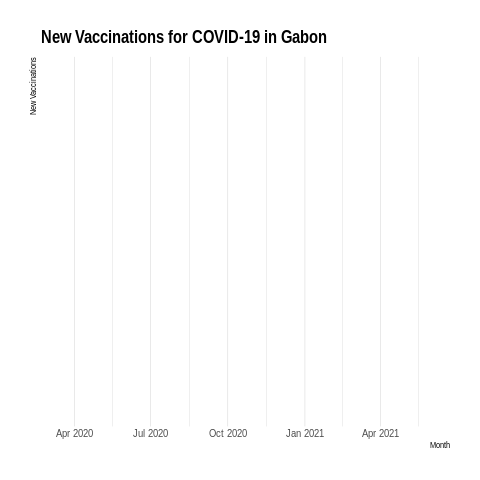 New Vaccinations for COVID-19 in Gabon
New Vaccinations
Apr 2020 Jul 2020 Oct 2020 Jan 2021 Apr 2021
Month